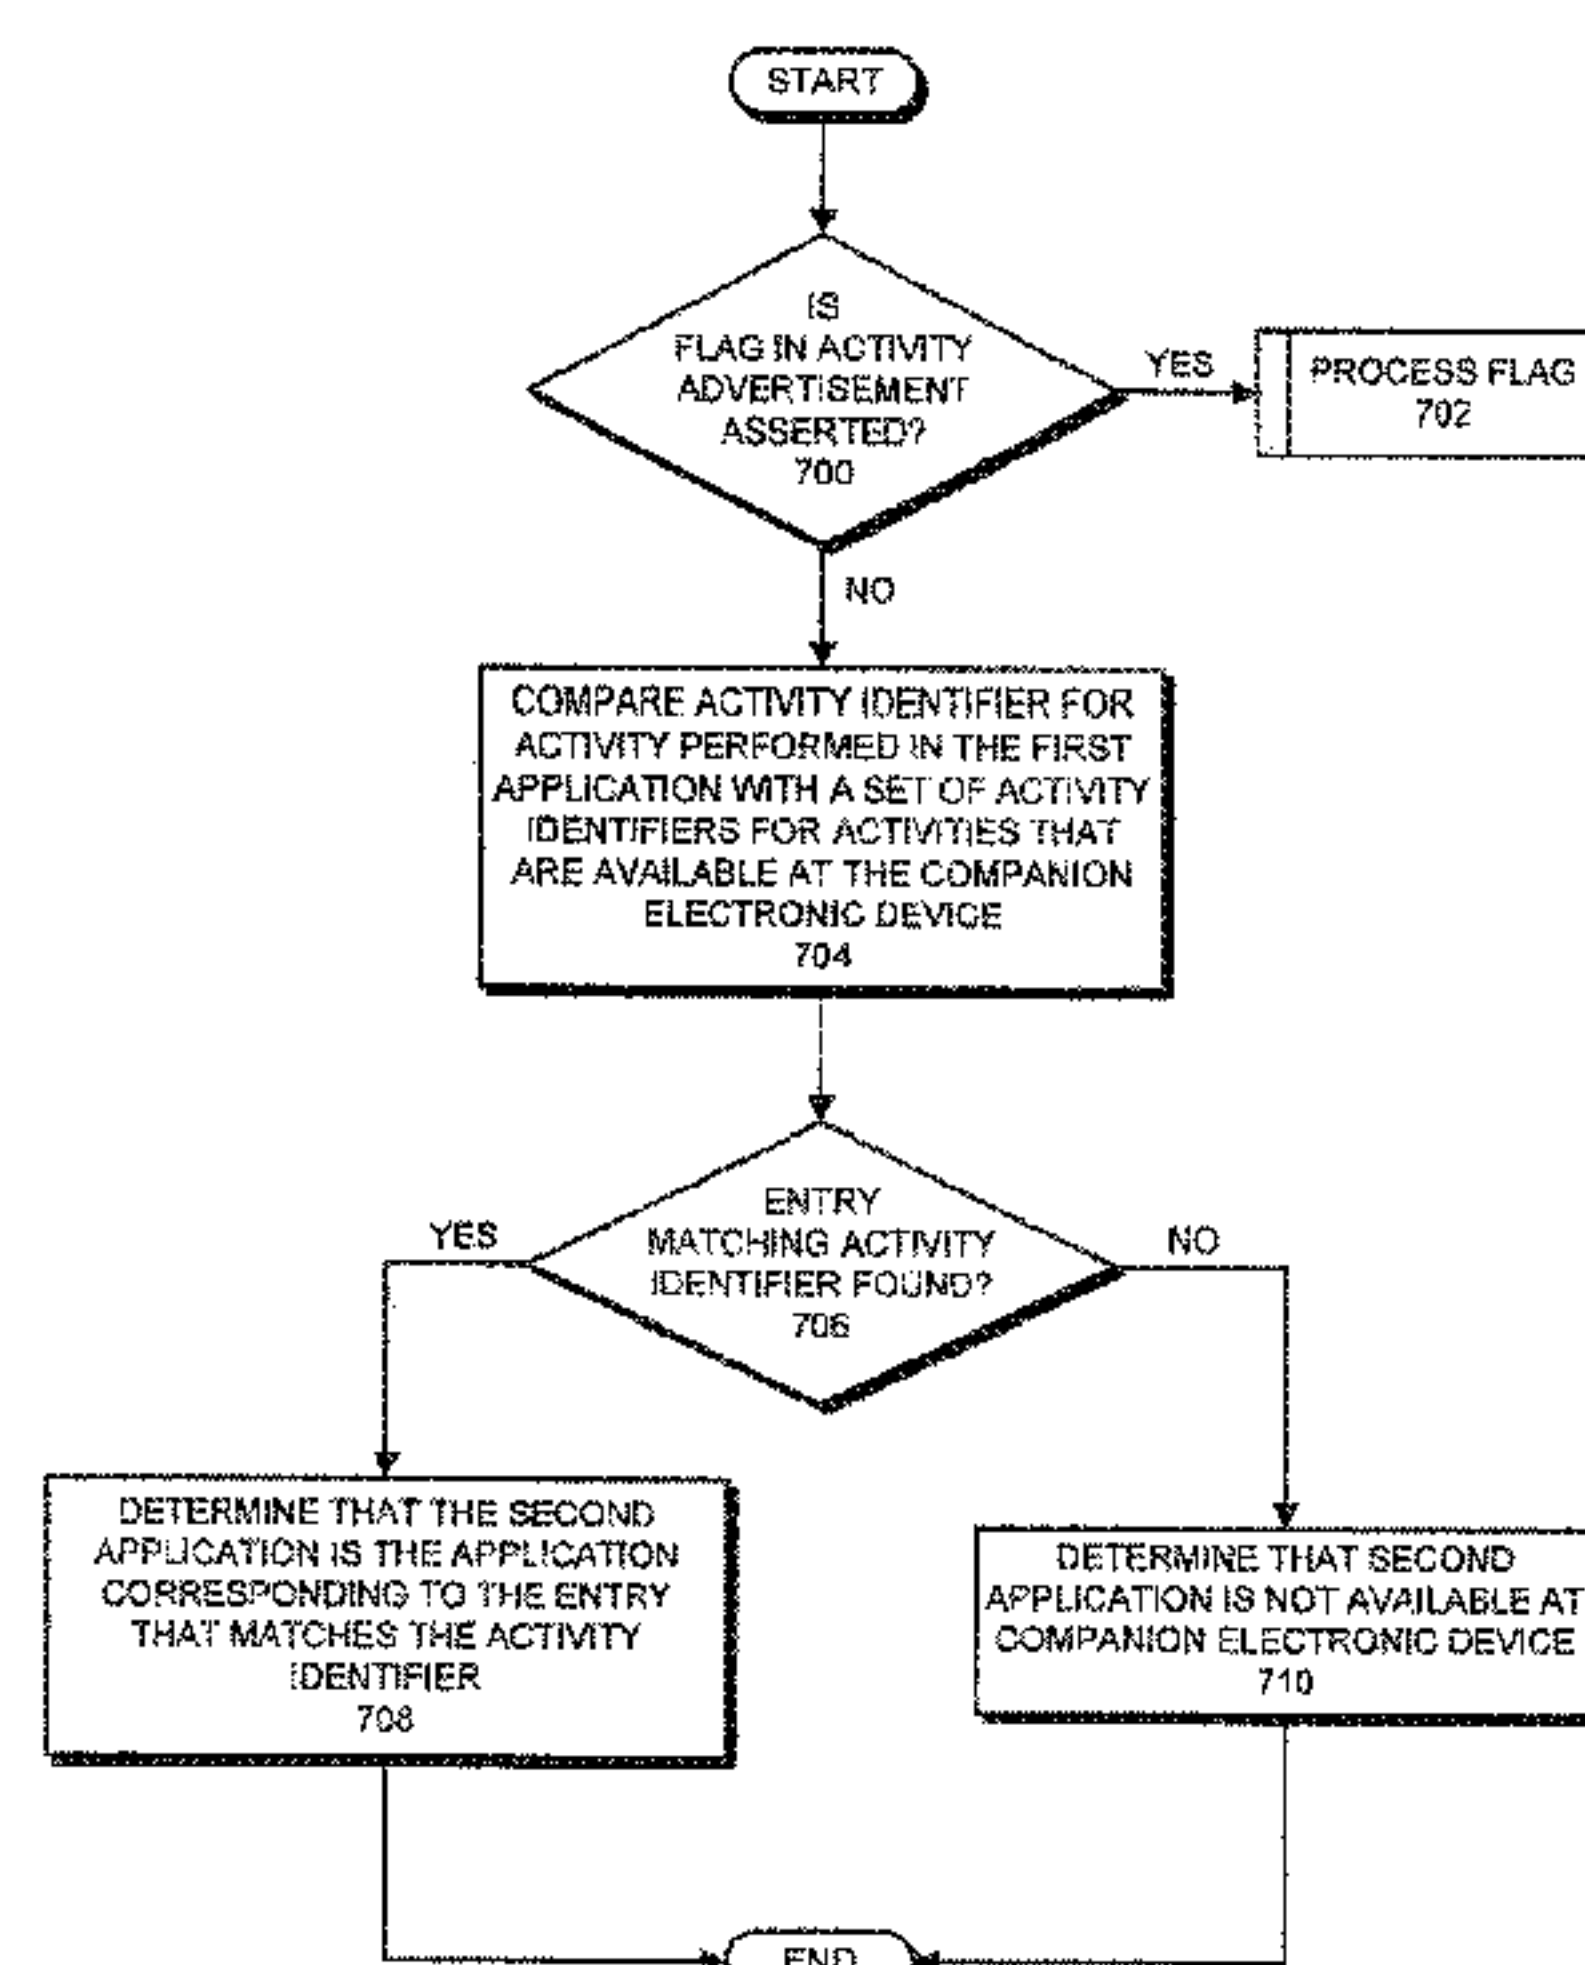 START
IS
FLAG IN ACTIVITY
ADVERTISEMENT
ASSERTED?
700
YES
PROCESS FLAG
702
NO
COMPARE ACTIVITY IDENTIFIER FOR
ACTIVITY PERFORMED IN THE FIRST
APPLICATION WITH A SET OF ACTIVITY
IDENTIFIERS FOR ACTIVITIES THAT
ARE AVAILABLE AT THE COMPANION
ELECTRONIC DEVICE
704
ENTRY
MATCHING ACTIVITY
IDENTIFIER FOUND?
706
YES
NO
DETERMINE THAT THE SECOND
APPLICATION IS THE APPLICATION
CORRESPONDING TO THE ENTRY
THAT MATCHES THE ACTIVITY
IDENTIFIER
708
DETERMINE THAT SECOND
APPLICATION IS NOT AVAILABLE AT
COMPANION ELECTRONIC DEVICE
710
END